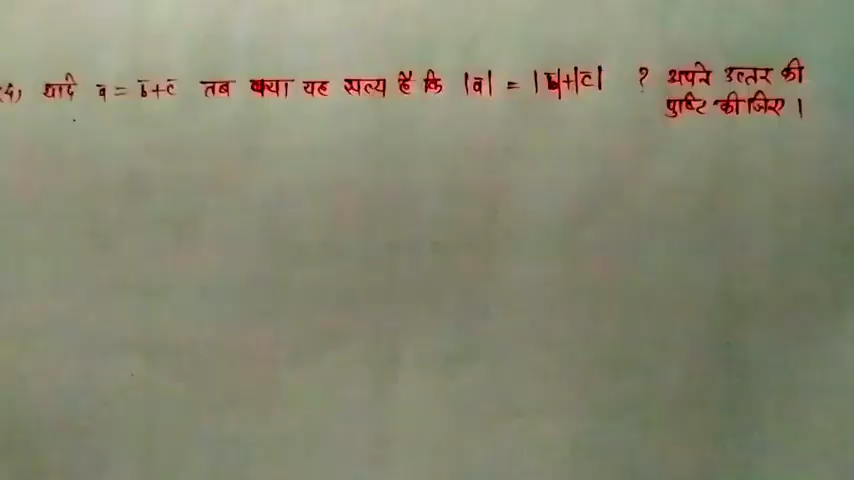 (4) यदि a̅ = b̅+c̅ तब क्या यह सत्य है कि |a̅| = |b̅|+|c̅| ? अपने उत्तर की
पुष्टि कीजिए ।